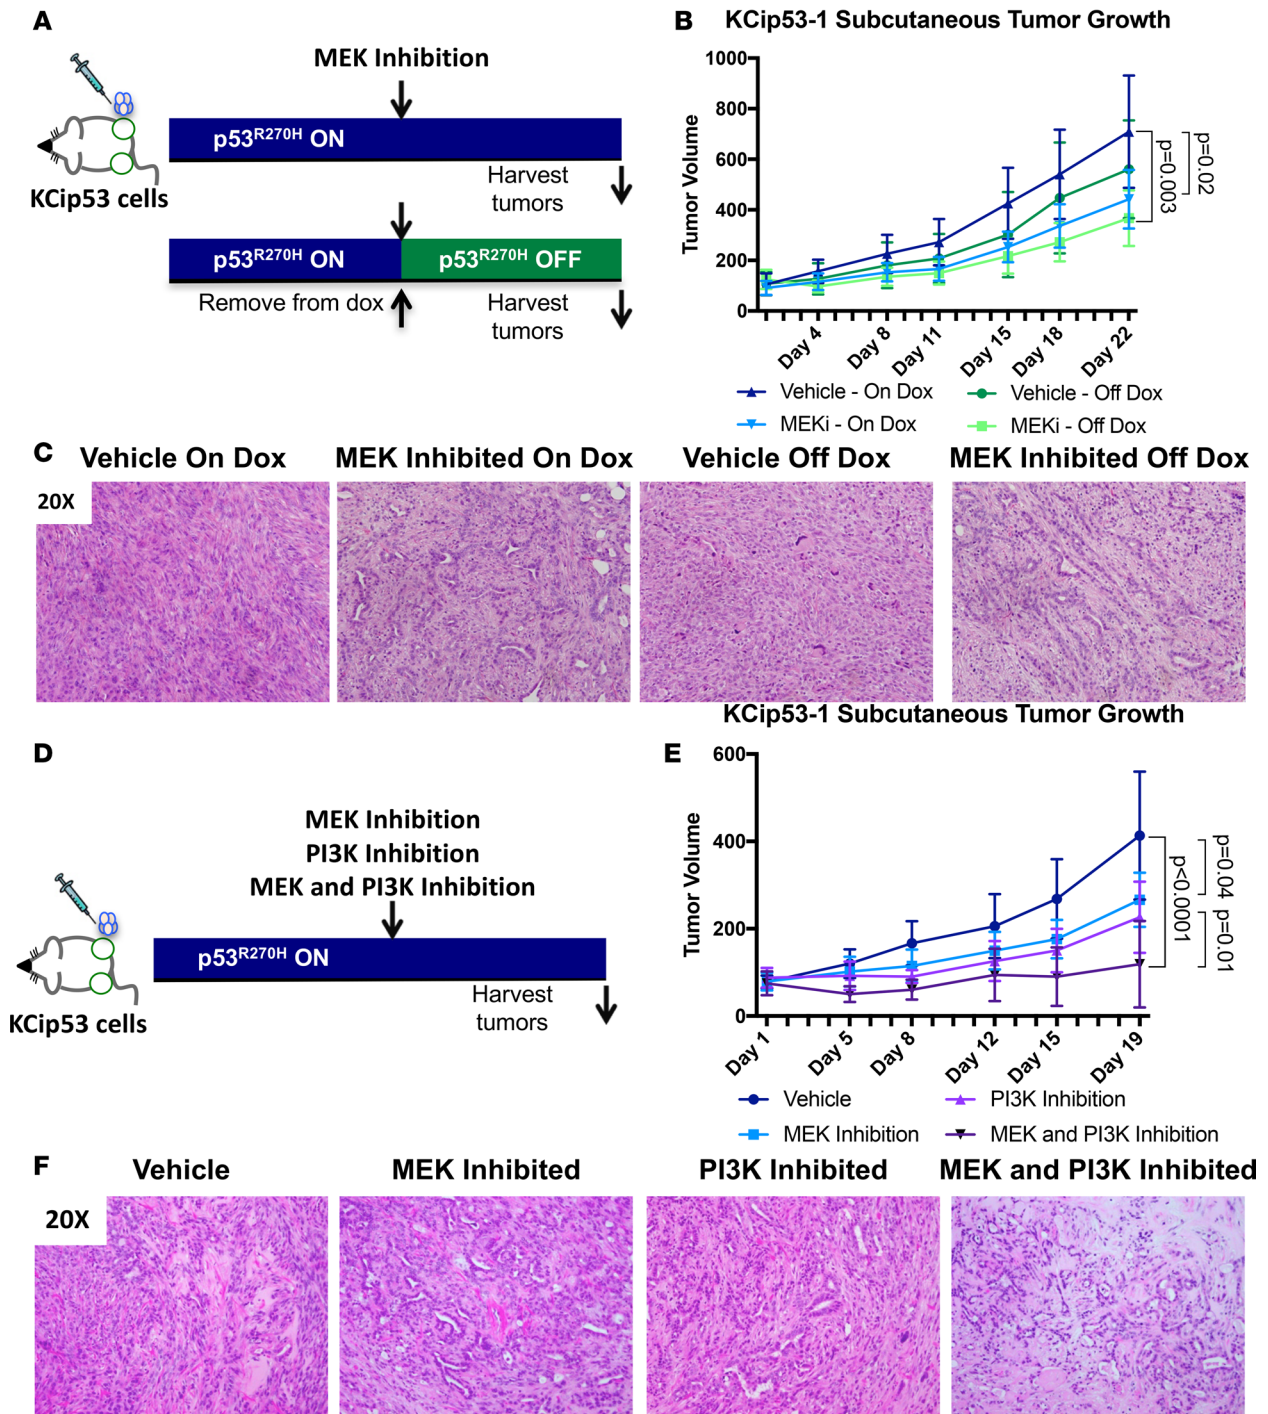 A
MEK Inhibition
p53R270H ON
Harvest
tumors
KCip53 cells
p53R270H ON
p53R270H OFF
Remove from dox
Harvest
tumors
B
KCip53-1 Subcutaneous Tumor Growth
Tumor Volume
1000
800
600
400
200
0
Day 4
Day 8
Day 11
Day 15
Day 18
Day 22
p=0.003
p=0.02
Vehicle - On Dox
Vehicle - Off Dox
MEKi - On Dox
MEKi - Off Dox
C
Vehicle On Dox
MEK Inhibited On Dox
Vehicle Off Dox
MEK Inhibited Off Dox
20X
D
MEK Inhibition
PI3K Inhibition
MEK and PI3K Inhibition
p53R270H ON
Harvest
tumors
KCip53 cells
KCip53-1 Subcutaneous Tumor Growth
E
Tumor Volume
600
400
200
0
Day 1
Day 5
Day 8
Day 12
Day 15
Day 19
p<0.0001
p=0.04
p=0.01
Vehicle
PI3K Inhibition
MEK Inhibition
MEK and PI3K Inhibition
F
Vehicle
MEK Inhibited
PI3K Inhibited
MEK and PI3K Inhibited
20X